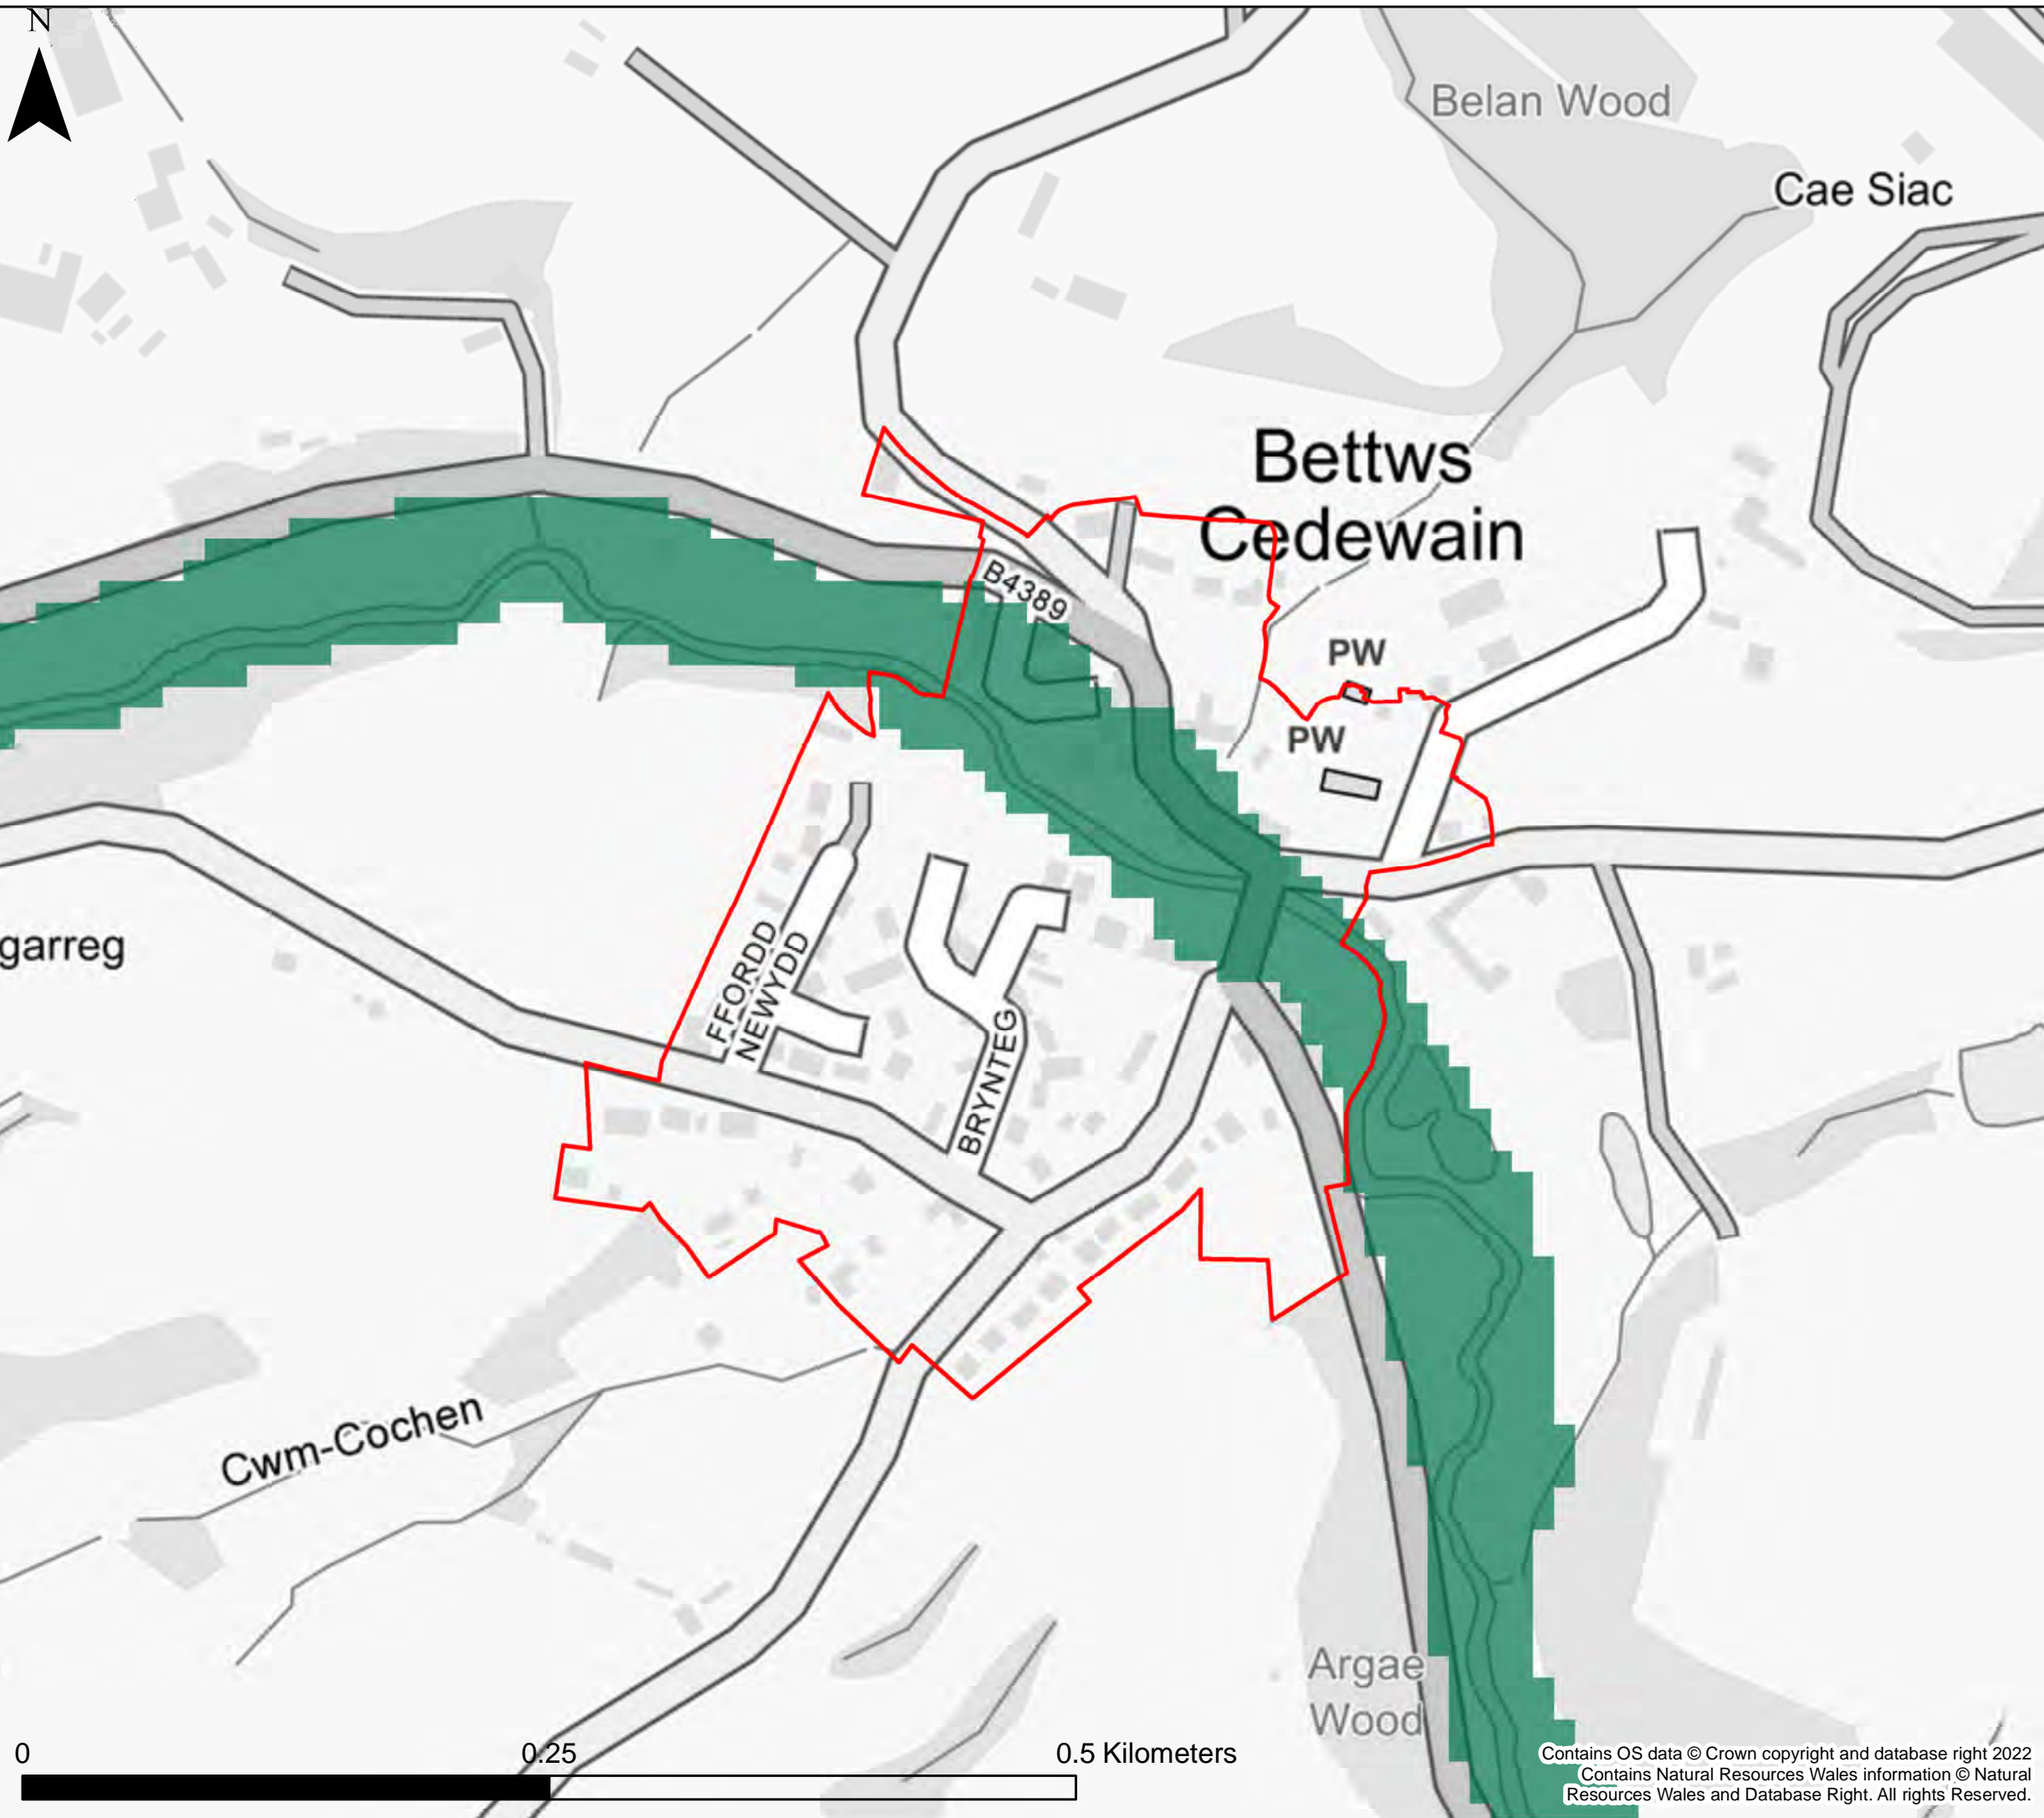 N
Belan Wood
Cae Siac
Bettws
Cedewain
B4389
PW
PW
garreg
FFORDD
NEWYDD
BRYNTEG
Cwm-Cochen
Argae
Wood
0 0.25 0.5 Kilometers
Contains OS data © Crown copyright and database right 2022
Contains Natural Resources Wales information © Natural
Resources Wales and Database Right. All rights Reserved.